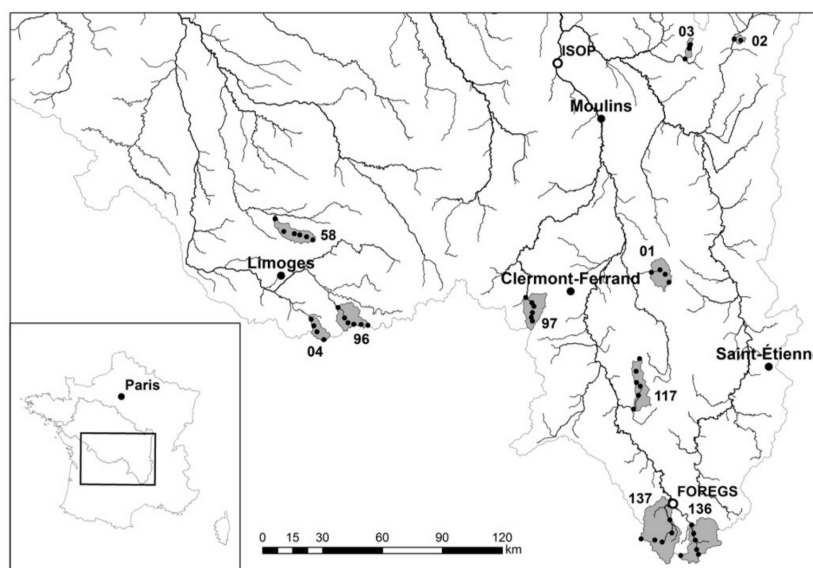 03
02
ISOP
Moulins
58
Limoges
01
Clermont-Ferrand
97
04
96
Saint-Étienne
Paris
117
137
FOREGS
136
0 15 30 60 90 120
km